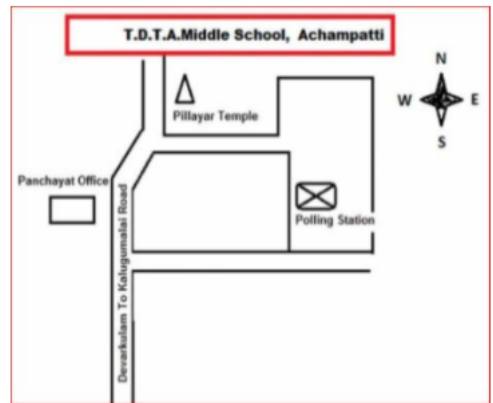 T.D.T.A.Middle School, Achampatti
N
W
E
S
Pillayar Temple
Panchayat Office
Polling Station
Devarkulam To Kalugumalai Road